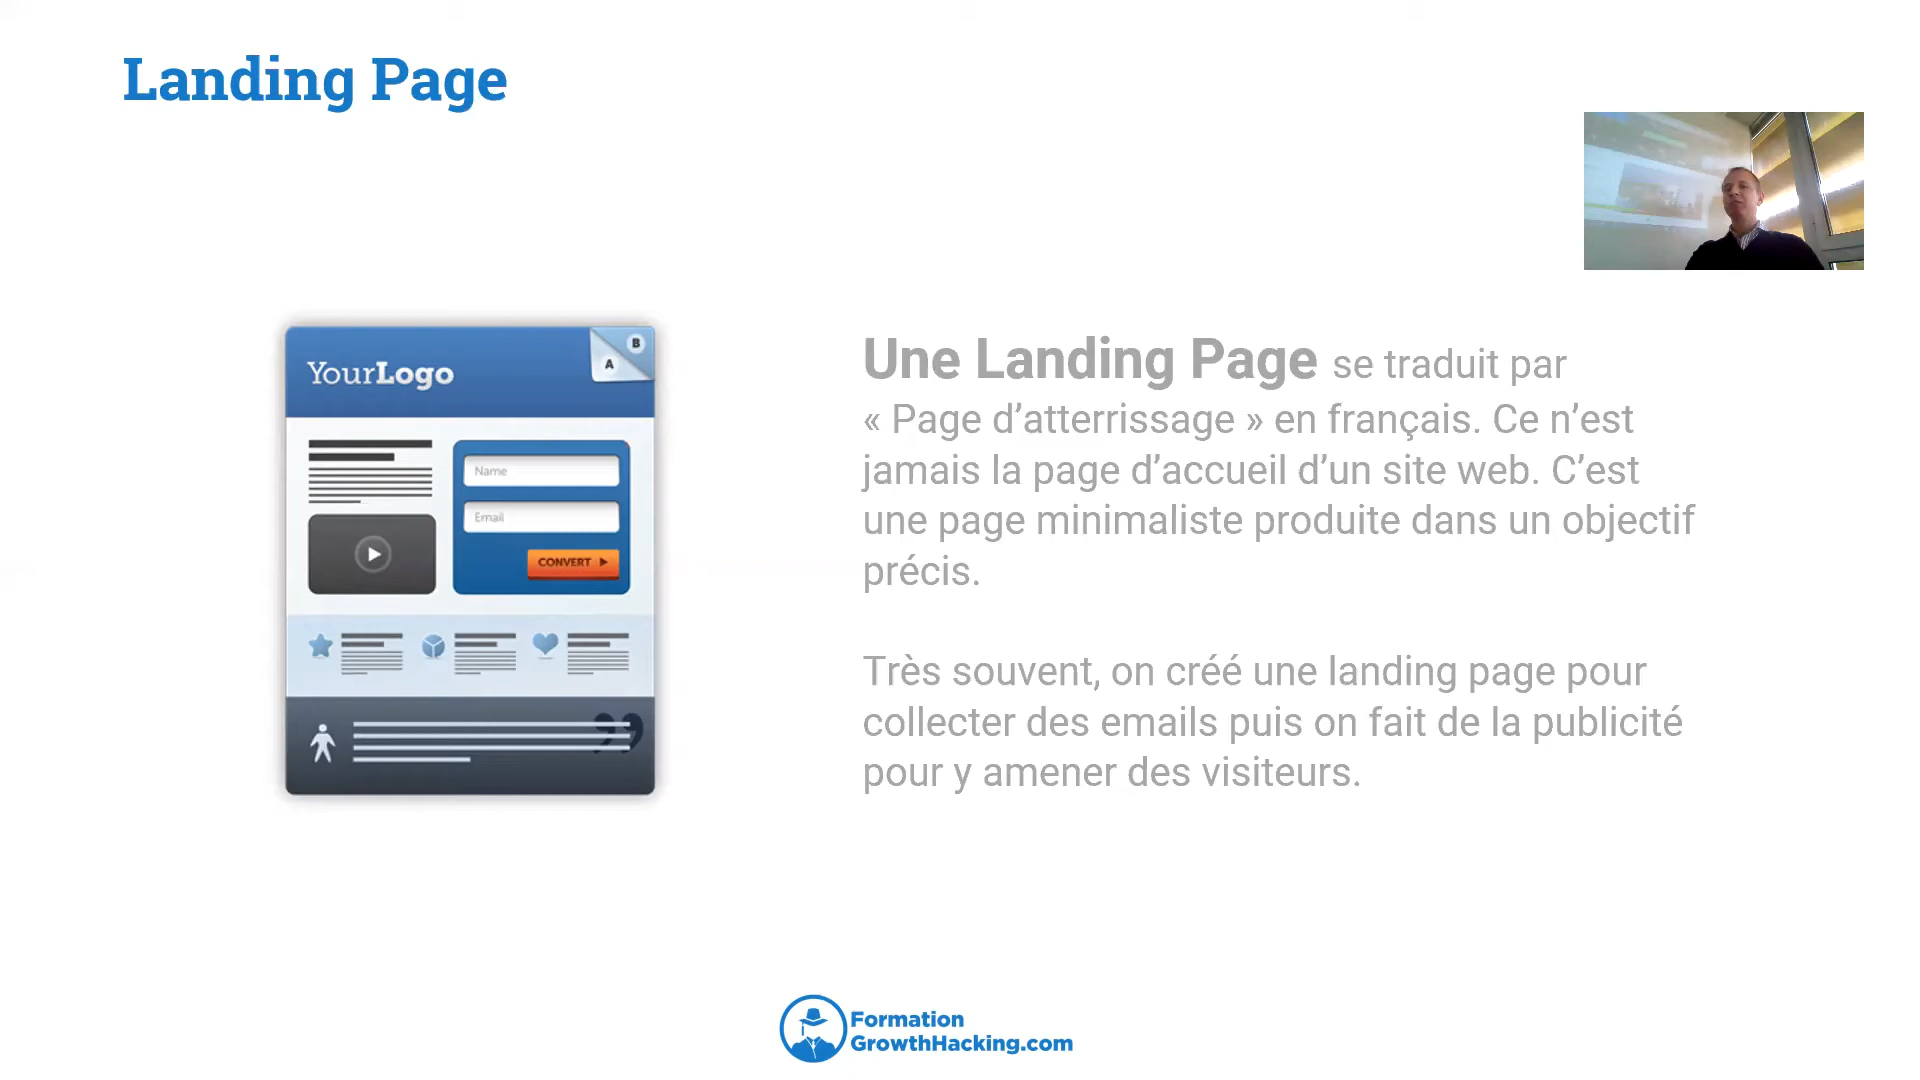 Landing Page
YourLogo
A
B
Name
Email
CONVERT
Une Landing Page se traduit par
« Page d’atterrissage » en français. Ce n’est
jamais la page d’accueil d’un site web. C’est
une page minimaliste produite dans un objectif
précis.
Très souvent, on créé une landing page pour
collecter des emails puis on fait de la publicité
pour y amener des visiteurs.
Formation
GrowthHacking.com